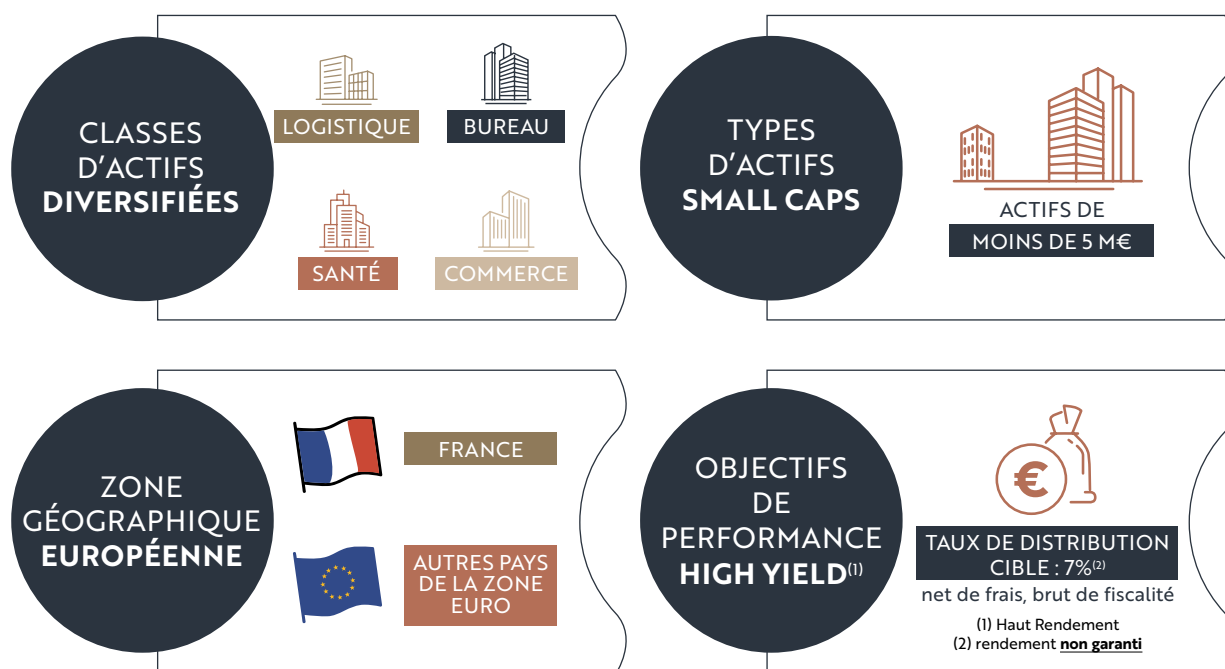 CLASSES
D'ACTIFS
DIVERSIFIÉES
LOGISTIQUE
BUREAU
SANTÉ
COMMERCE
TYPES
D'ACTIFS
SMALL CAPS
ACTIFS DE
MOINS DE 5 M€
ZONE
GÉOGRAPHIQUE
EUROPÉENNE
FRANCE
AUTRES PAYS
DE LA ZONE
EURO
OBJECTIFS
DE
PERFORMANCE
HIGH YIELD(1)
€
TAUX DE DISTRIBUTION
CIBLE : 7%(2)
net de frais, brut de fiscalité
(1) Haut Rendement
(2) rendement non garanti